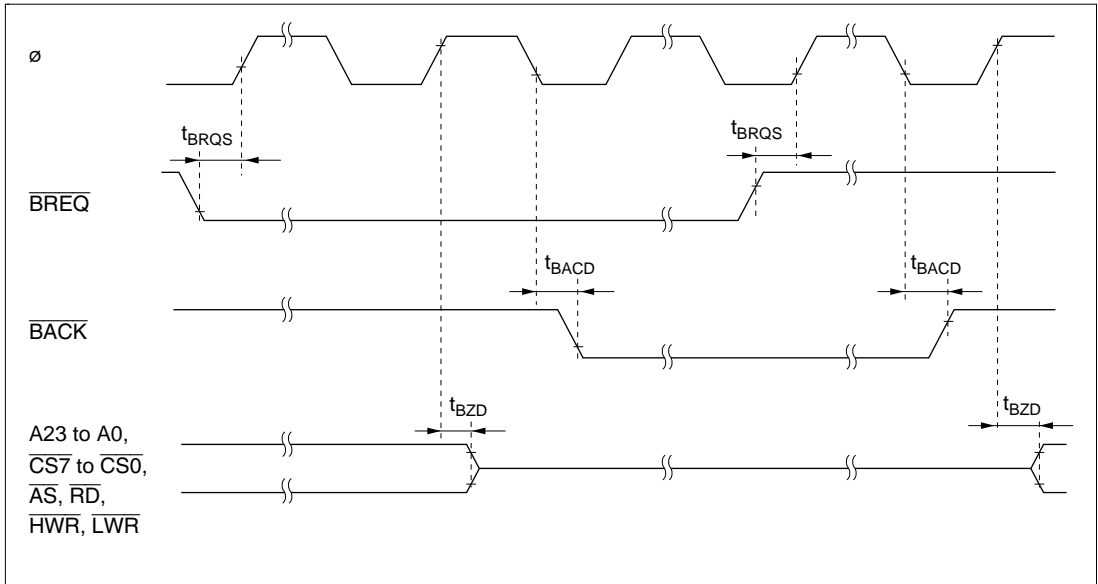 ø
tBRQS
tBRQS
BREQ
tBACD
tBACD
BACK
tBZD
tBZD
A23 to A0,
CS7 to CS0,
AS, RD,
HWR, LWR